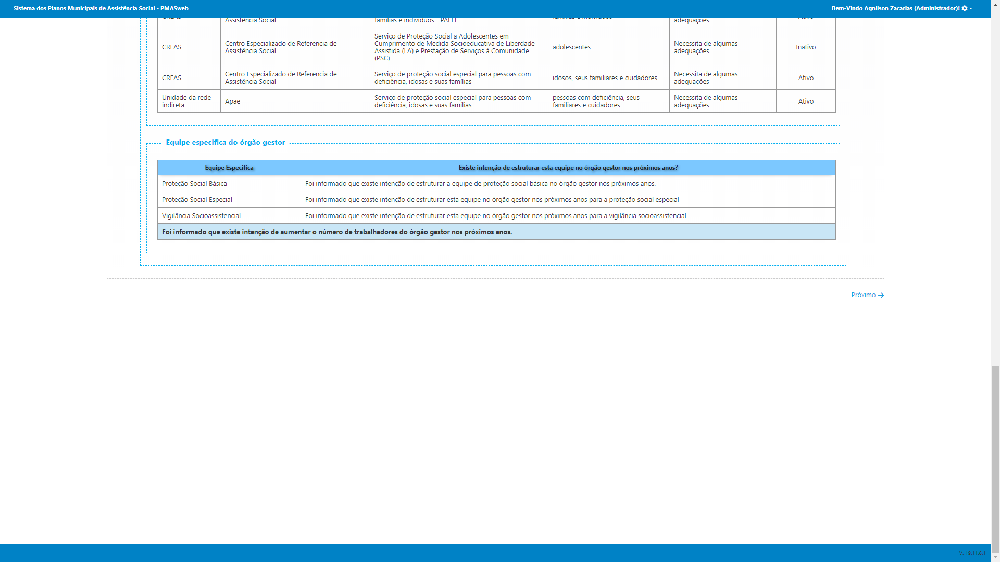 Sistema dos Planos Municipais de Assistência Social - PMASweb
Bem-Vindo Agnilson Zacarias (Administrador)!
Assistência Social
famílias e indivíduos - PAEFI
adequações
CREAS
Centro Especializado de Referencia de
Assistência Social
Serviço de Proteção Social a Adolescentes em
Cumprimento de Medida Socioeducativa de Liberdade
Assistida (LA) e Prestação de Serviços à Comunidade
(PSC)
adolescentes
Necessita de algumas
adequações
Inativo
CREAS
Centro Especializado de Referencia de
Assistência Social
Serviço de proteção social especial para pessoas com
deficiência, idosas e suas famílias
idosos, seus familiares e cuidadores
Necessita de algumas
adequações
Ativo
Unidade da rede
indireta
Apae
Serviço de proteção social especial para pessoas com
deficiência, idosas e suas famílias
pessoas com deficiência, seus
familiares e cuidadores
Necessita de algumas
adequações
Ativo
Equipe especifica do órgão gestor
Equipe Específica
Existe intenção de estruturar esta equipe no órgão gestor nos próximos anos?
Proteção Social Básica
Foi informado que existe intenção de estruturar a equipe de proteção social básica no órgão gestor nos próximos anos.
Proteção Social Especial
Foi informado que existe intenção de estruturar esta equipe no órgão gestor nos próximos anos para a proteção social especial
Vigilância Socioassistencial
Foi informado que existe intenção de estruturar esta equipe no órgão gestor nos próximos anos para a vigilância socioassistencial
Foi informado que existe intenção de aumentar o número de trabalhadores do órgão gestor nos próximos anos.
Próximo
V. 19.11.8.1